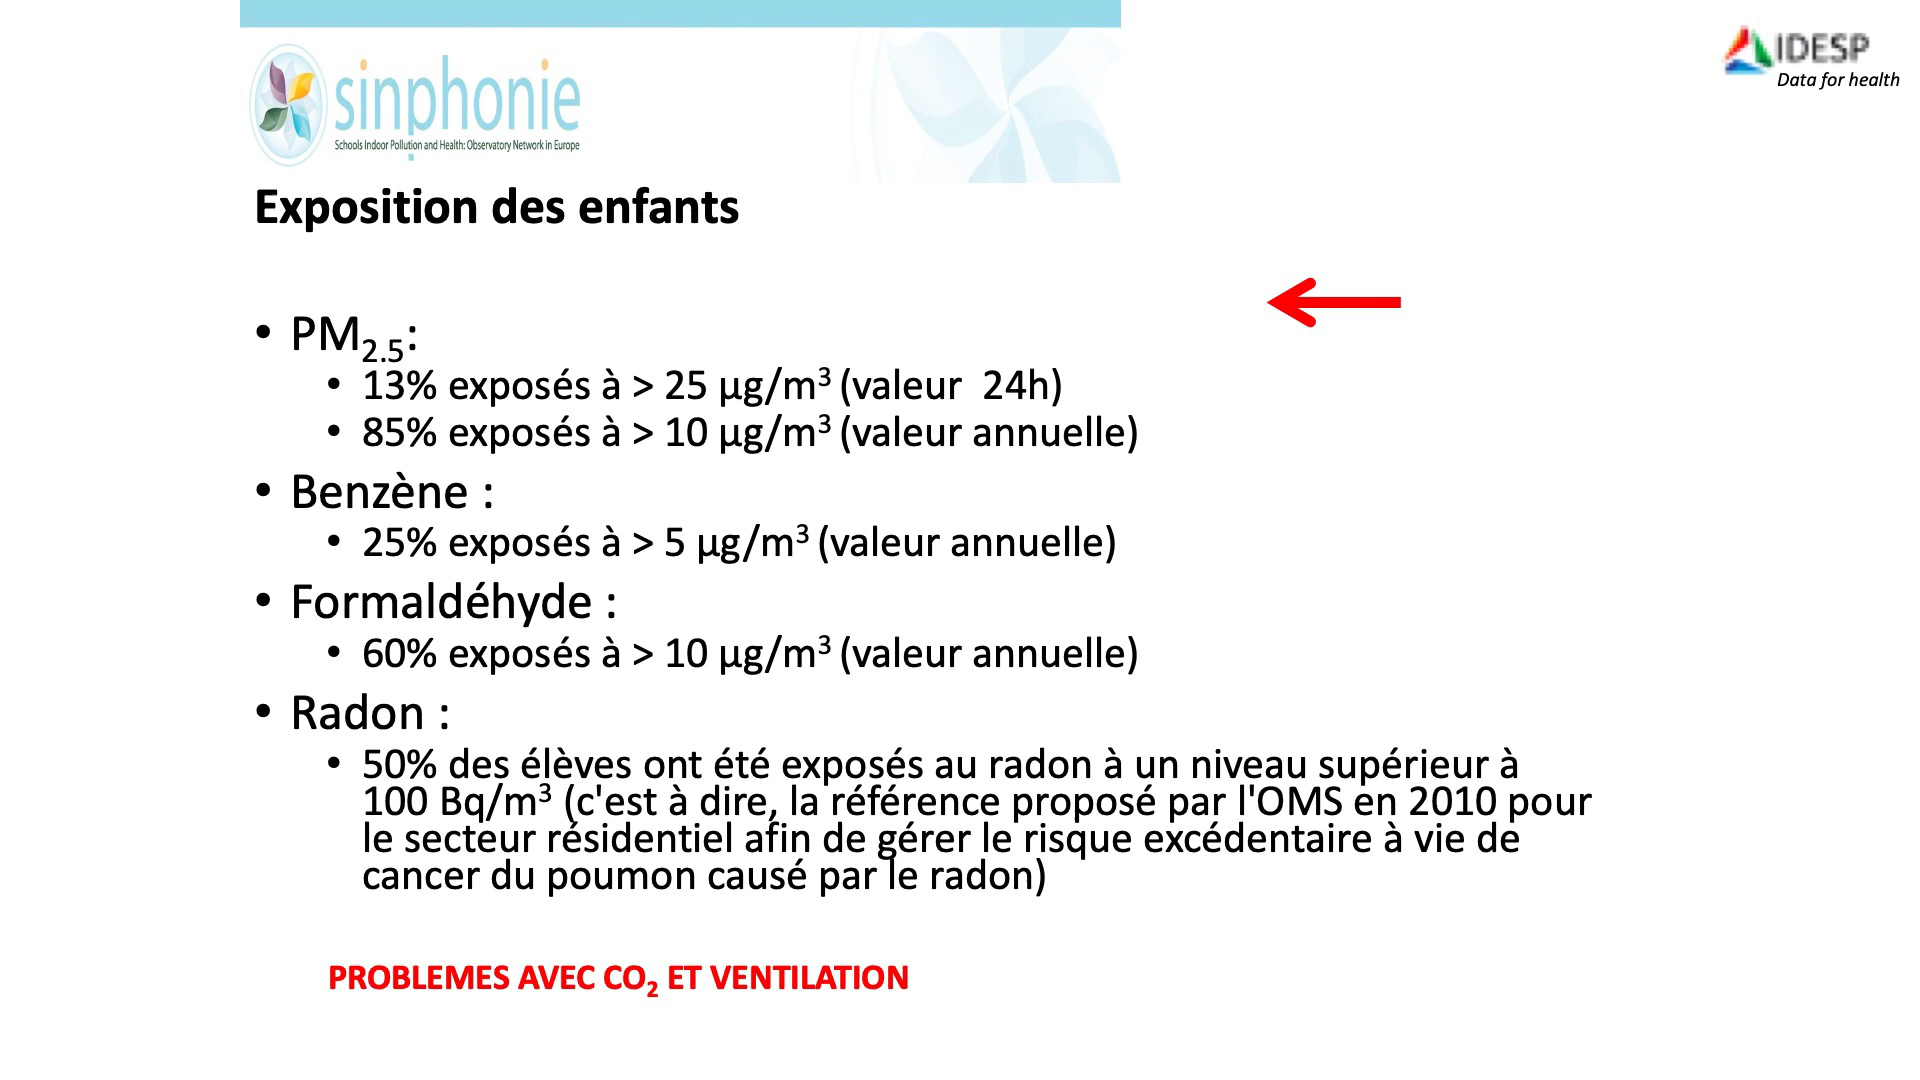 sinphonie
Schools Indoor Pollution and Health: Observatory Network in Europe
IDESP
Data for health
Exposition des enfants
• PM2.5:
• 13% exposés à > 25 µg/m³ (valeur  24h)
• 85% exposés à > 10 µg/m³ (valeur annuelle)
• Benzène :
• 25% exposés à > 5 µg/m³ (valeur annuelle)
• Formaldéhyde :
• 60% exposés à > 10 µg/m³ (valeur annuelle)
• Radon :
• 50% des élèves ont été exposés au radon à un niveau supérieur à
100 Bq/m³ (c'est à dire, la référence proposé par l'OMS en 2010 pour
le secteur résidentiel afin de gérer le risque excédentaire à vie de
cancer du poumon causé par le radon)
PROBLEMES AVEC CO₂ ET VENTILATION